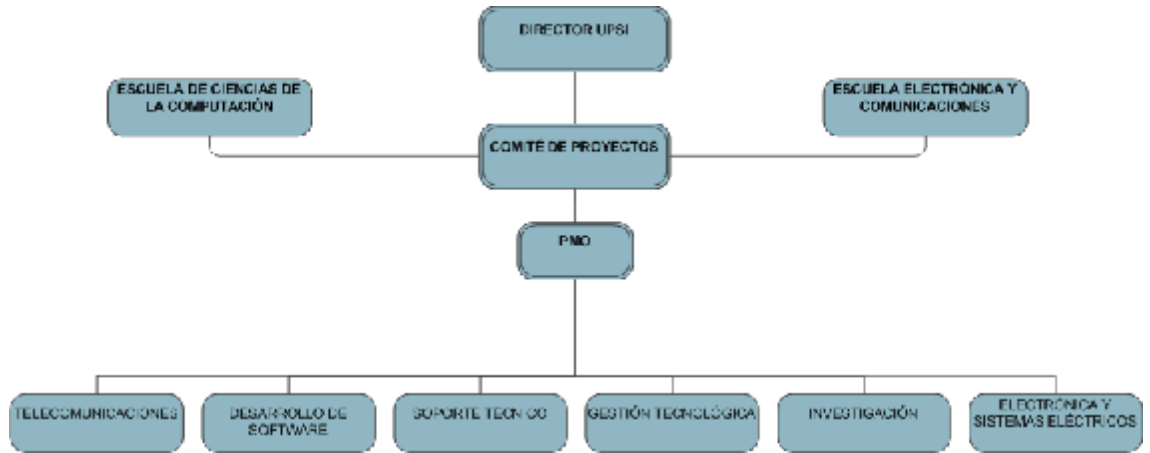 DIRECTOR UPSI
ESCUELA DE CIENCIAS DE
LA COMPUTACIÓN
ESCUELA ELECTRÓNICA Y
COMUNICACIONES
COMITÉ DE PROYECTOS
PMO
TELECOMUNICACIONES
DESARROLLO DE
SOFTWARE
SOPORTE TECNICO
GESTIÓN TECNOLÓGICA
INVESTIGACIÓN
ELECTRÓNICA Y
SISTEMAS ELÉCTRICOS